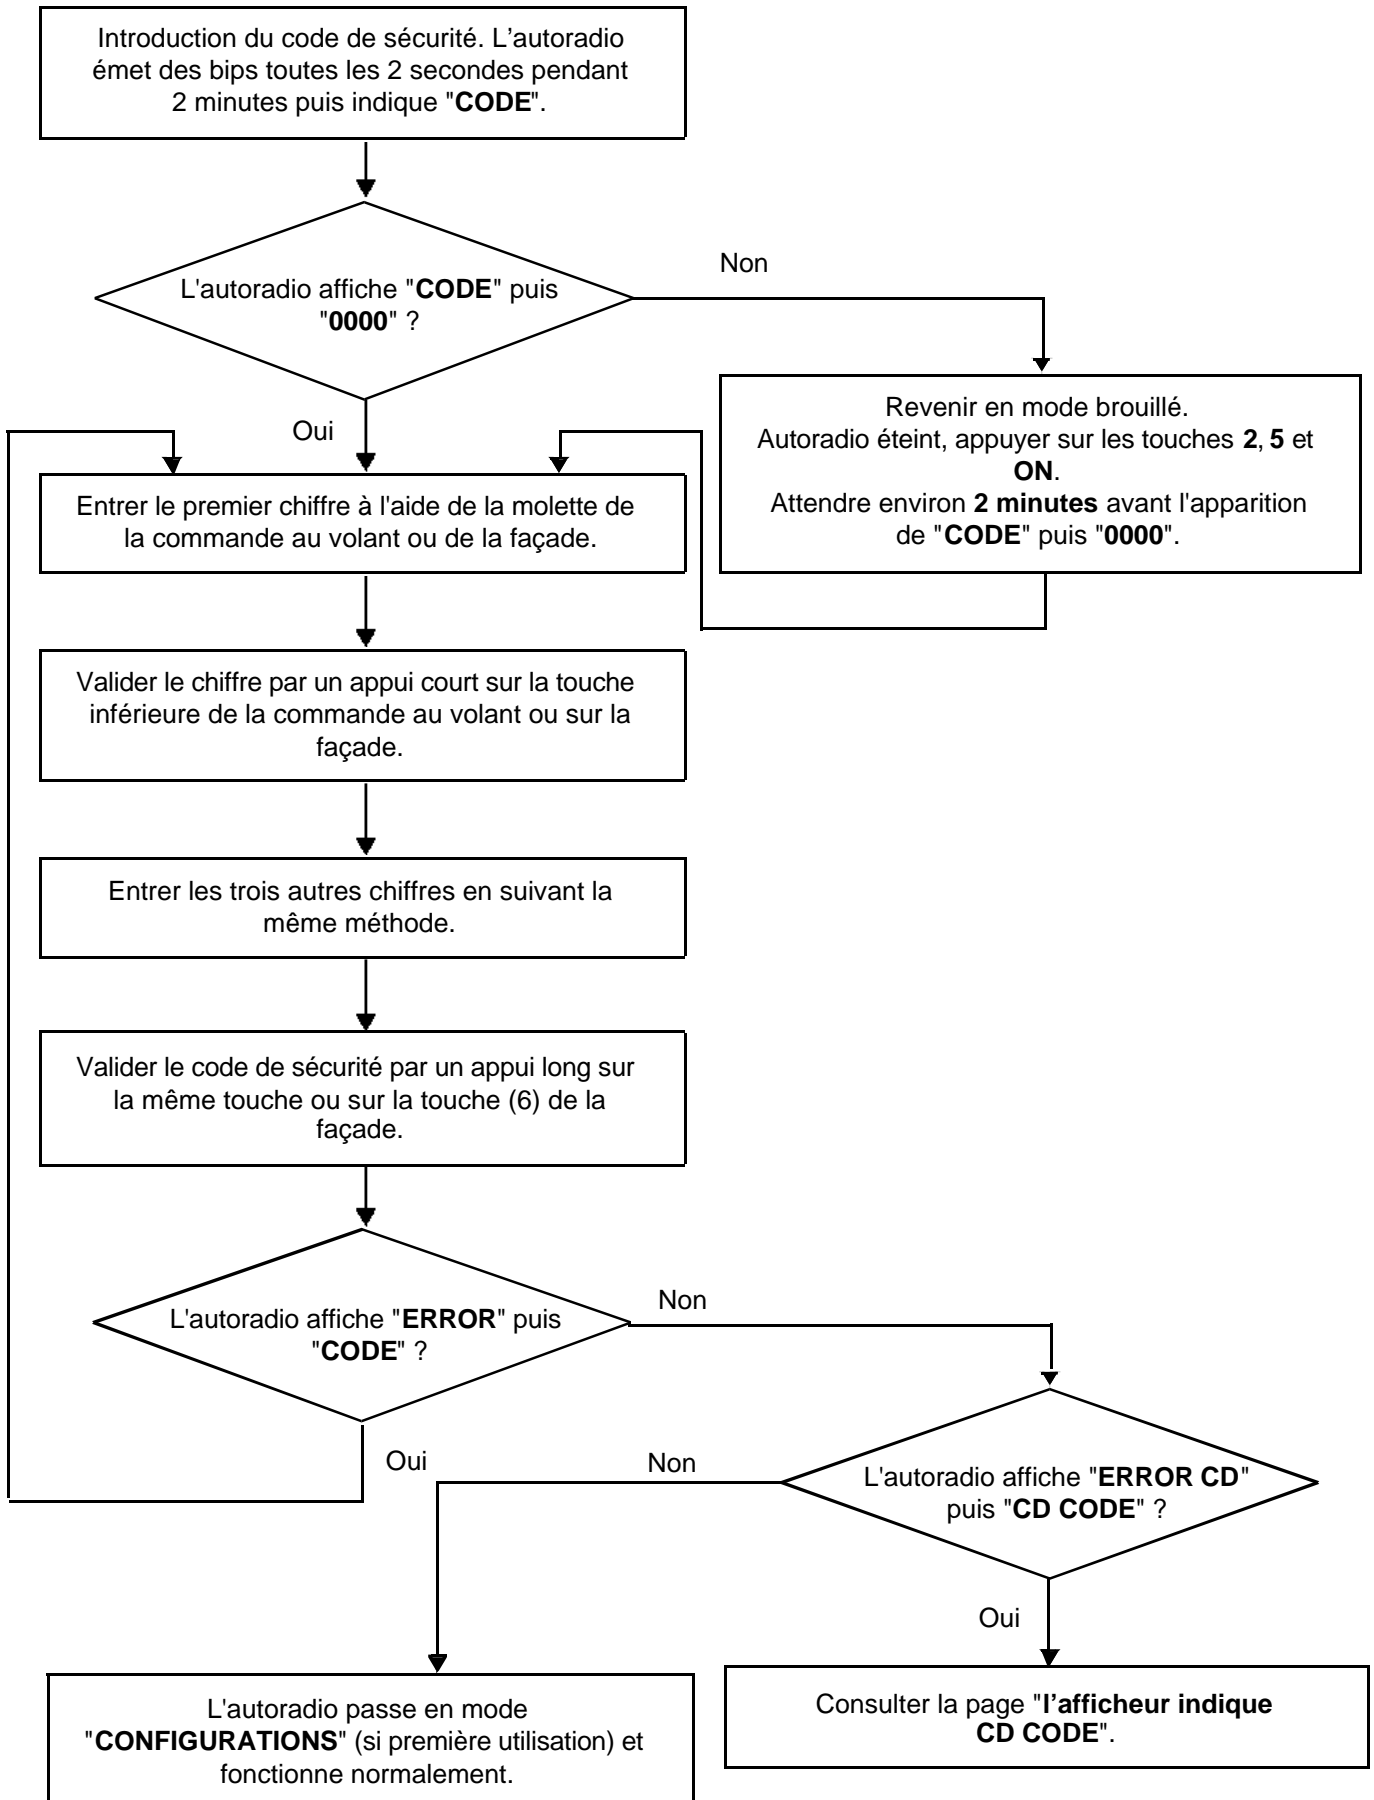 Introduction du code de sécurité. L’autoradio
émet des bips toutes les 2 secondes pendant
2 minutes puis indique "CODE".
L'autoradio affiche "CODE" puis
"0000" ?
Non
Oui
Revenir en mode brouillé.
Autoradio éteint, appuyer sur les touches 2, 5 et
ON.
Attendre environ 2 minutes avant l'apparition
de "CODE" puis "0000".
Entrer le premier chiffre à l'aide de la molette de
la commande au volant ou de la façade.
Valider le chiffre par un appui court sur la touche
inférieure de la commande au volant ou sur la
façade.
Entrer les trois autres chiffres en suivant la
même méthode.
Valider le code de sécurité par un appui long sur
la même touche ou sur la touche (6) de la
façade.
L'autoradio affiche "ERROR" puis
"CODE" ?
Non
Oui
Non
L'autoradio affiche "ERROR CD"
puis "CD CODE" ?
Oui
L'autoradio passe en mode
"CONFIGURATIONS" (si première utilisation) et
fonctionne normalement.
Consulter la page "l’afficheur indique
CD CODE".